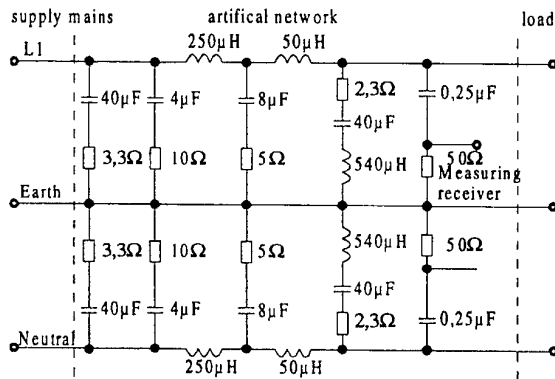 supply mains artifical network load
250μH 50μH
L1
40μF 4μF 8μF 2,3Ω 0,25μF
40μF
3,3Ω 10Ω 5Ω 540μH 50Ω
Measuring
receiver
Earth
3,3Ω 10Ω 5Ω 540μH 50Ω
40μF 4μF 8μF 40μF
2,3Ω 0,25μF
Neutral
250μH 50μH